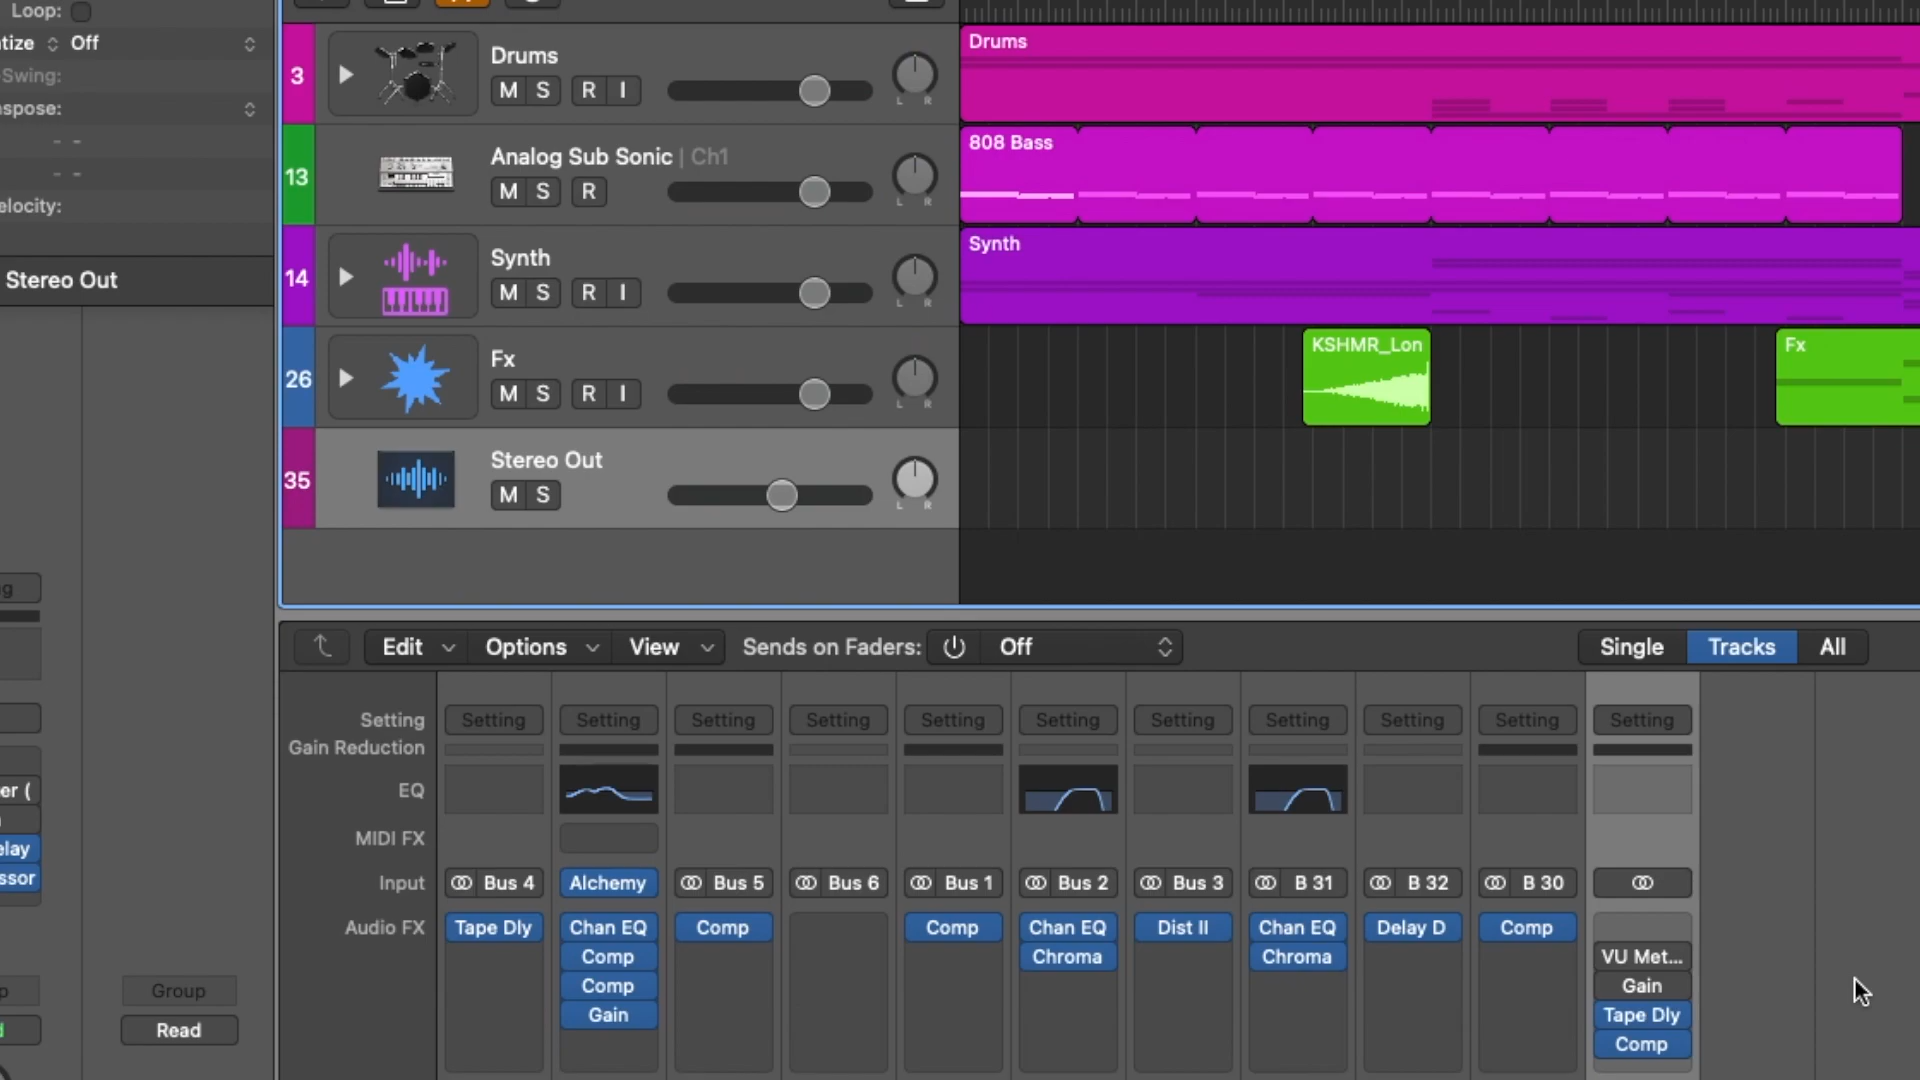 Loop:
tize Off
Swing:
spose:
- -
- -
elocity:
Stereo Out
g
er (
elay
ssor
p
Group
Read
3
Drums
M S R I
L R
13
Analog Sub Sonic | Ch1
M S R
L R
14
Synth
M S R I
L R
26
Fx
M S R I
L R
35
Stereo Out
M S
L R
Drums
808 Bass
Synth
KSHMR_Lon
Fx
Edit Options View Sends on Faders: Off Single Tracks All
Setting Setting Setting Setting Setting Setting Setting Setting Setting Setting Setting Setting
Gain Reduction
EQ
MIDI FX
Input Bus 4 Alchemy Bus 5 Bus 6 Bus 1 Bus 2 Bus 3 B 31 B 32 B 30
Audio FX Tape Dly Chan EQ Comp Comp Chan EQ Dist II Chan EQ Delay D Comp
Comp Chroma Chroma VU Met...
Comp Gain
Gain Tape Dly
Comp